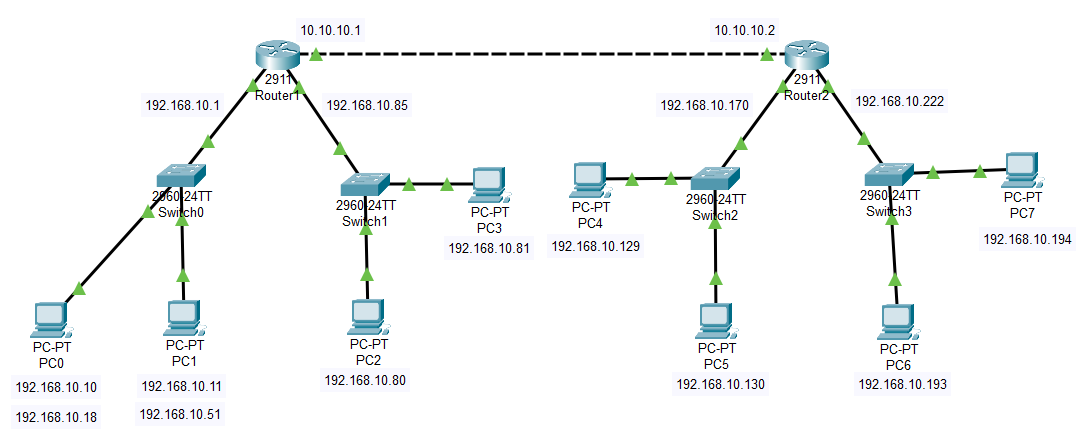 10.10.10.1
10.10.10.2
2911
Router1
2911
Router2
192.168.10.1
192.168.10.85
192.168.10.170
192.168.10.222
2960-24TT
Switch0
2960-24TT
Switch1
2960-24TT
Switch2
2960-24TT
Switch3
PC-PT
PC3
192.168.10.81
PC-PT
PC4
192.168.10.129
PC-PT
PC7
192.168.10.194
PC-PT
PC0
192.168.10.10
192.168.10.18
PC-PT
PC1
192.168.10.11
192.168.10.51
PC-PT
PC2
192.168.10.80
PC-PT
PC5
192.168.10.130
PC-PT
PC6
192.168.10.193